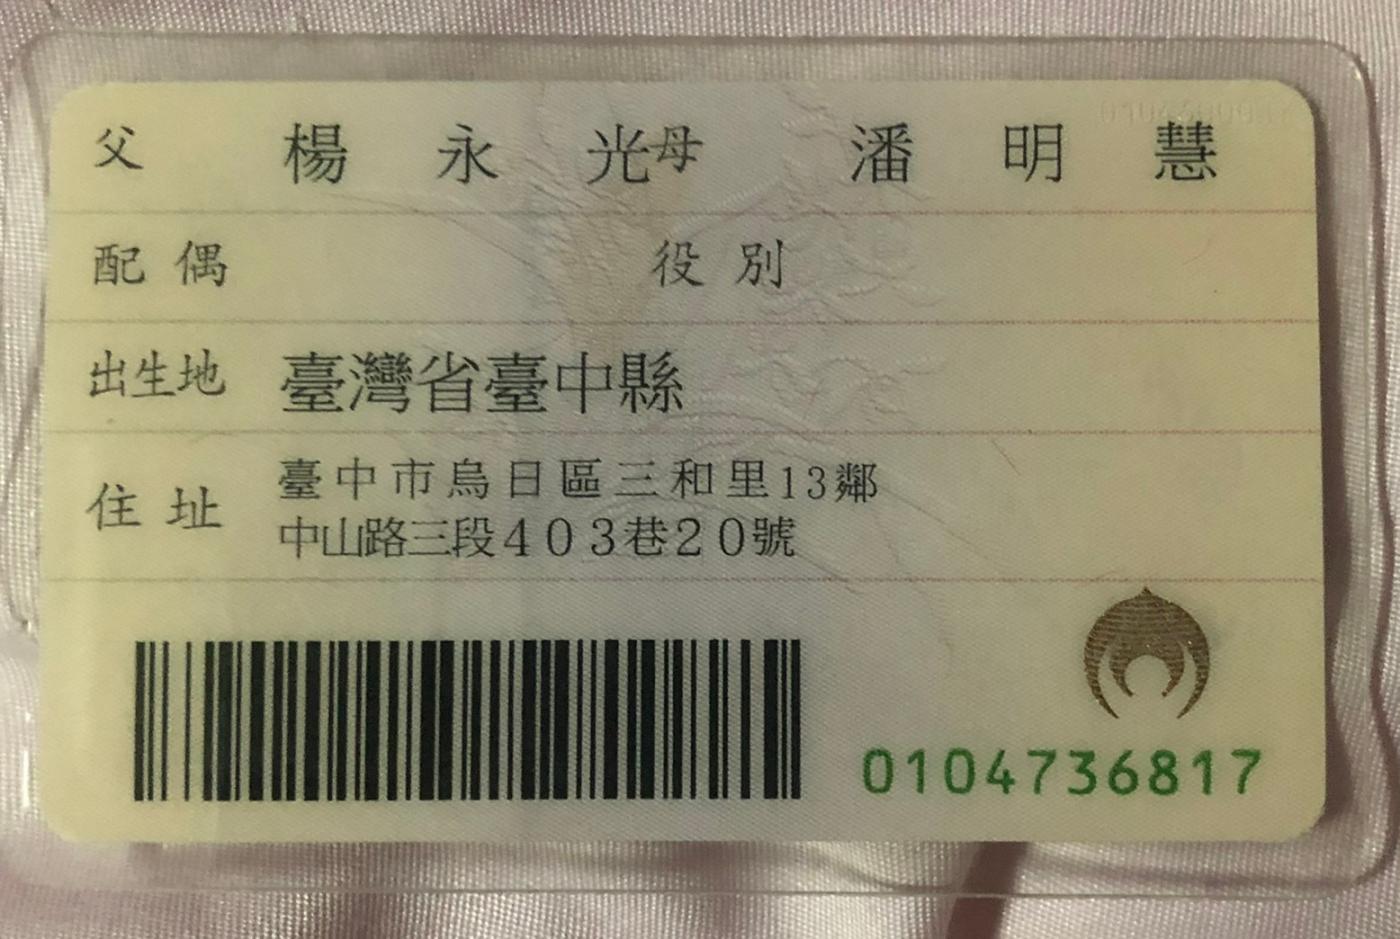 父 楊永光 母 潘明慧
配偶 役別
出生地 臺灣省臺中縣
住址 臺中市烏日區三和里13鄰
中山路三段403巷20號
0104736817